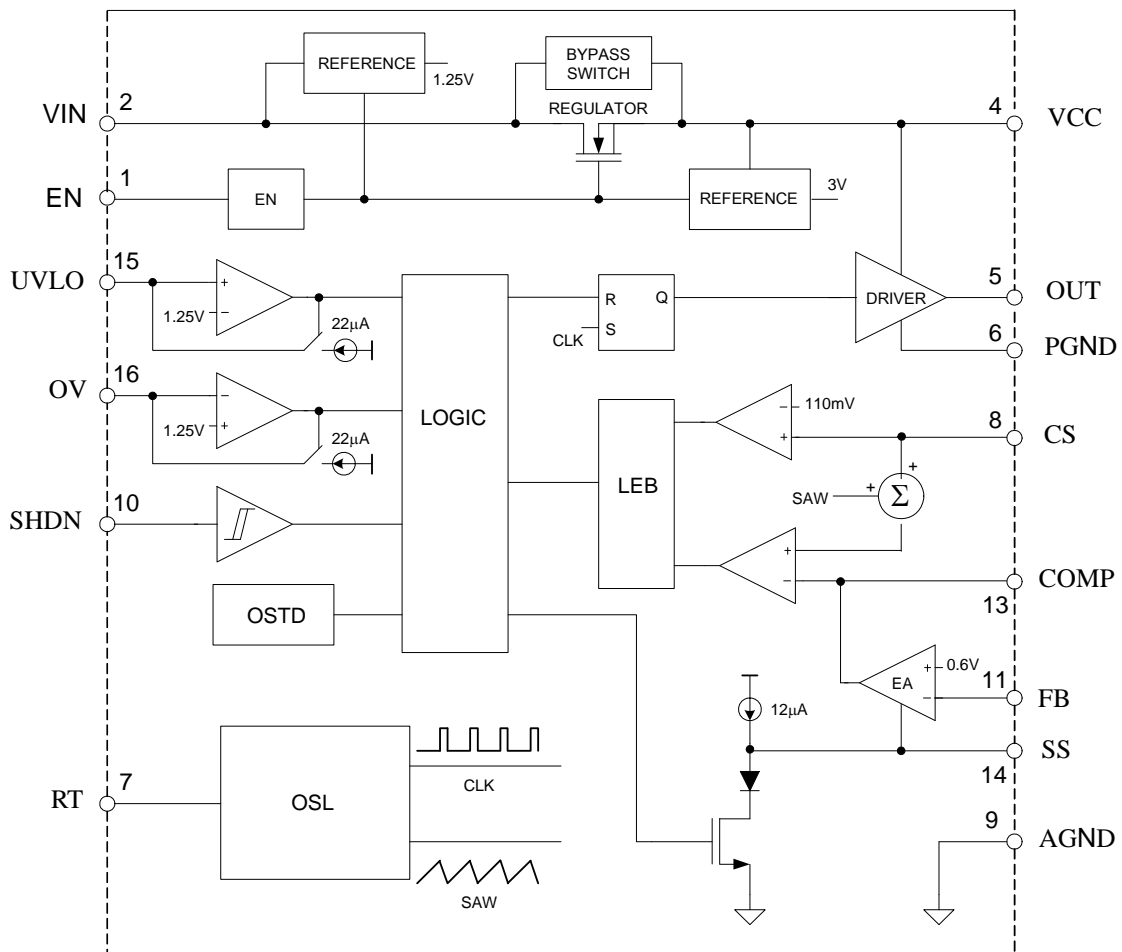 REFERENCE
1.25V
BYPASS
SWITCH
REGULATOR
VIN
2
4
VCC
EN
1
EN
REFERENCE
3V
UVLO
15
+
−
1.25V
22μA
R
Q
S
CLK
DRIVER
5
OUT
6
PGND
OV
16
−
+
1.25V
22μA
LOGIC
−
110mV
+
8
CS
LEB
SAW
+
+
Σ
SHDN
10
+
−
COMP
13
OSTD
EA
+
0.6V
−
11
FB
12μA
SS
14
RT
7
OSL
CLK
SAW
9
AGND